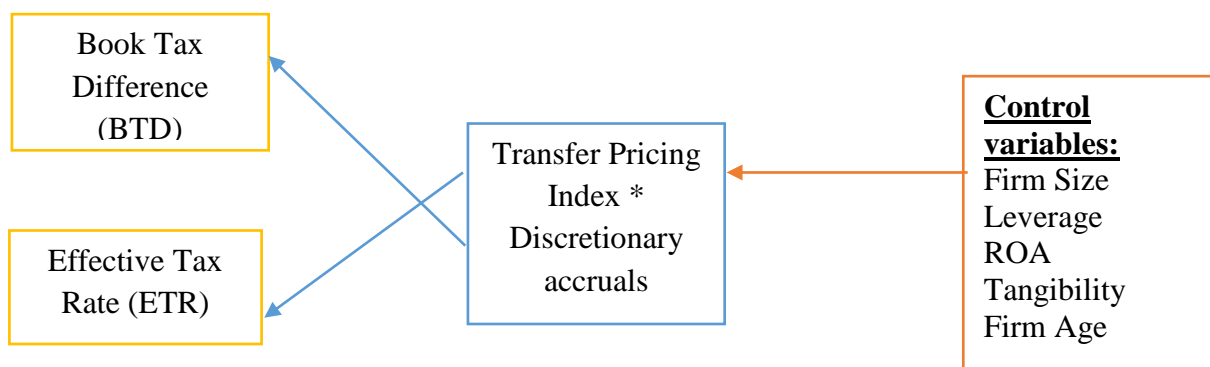 Book Tax
Difference
(BTD)
Effective Tax
Rate (ETR)
Transfer Pricing
Index *
Discretionary
accruals
Control
variables:
Firm Size
Leverage
ROA
Tangibility
Firm Age